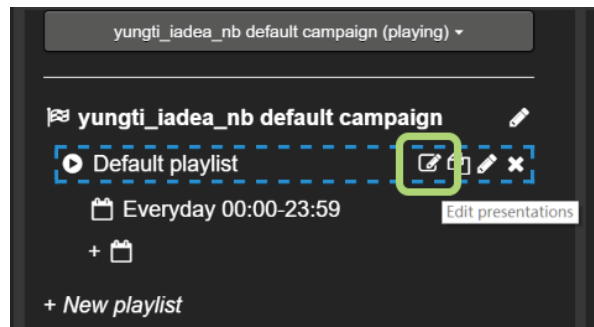 yungti_iadea_nb default campaign (playing)
yungti_iadea_nb default campaign
Default playlist
Everyday 00:00-23:59
Edit presentations
+
+ New playlist